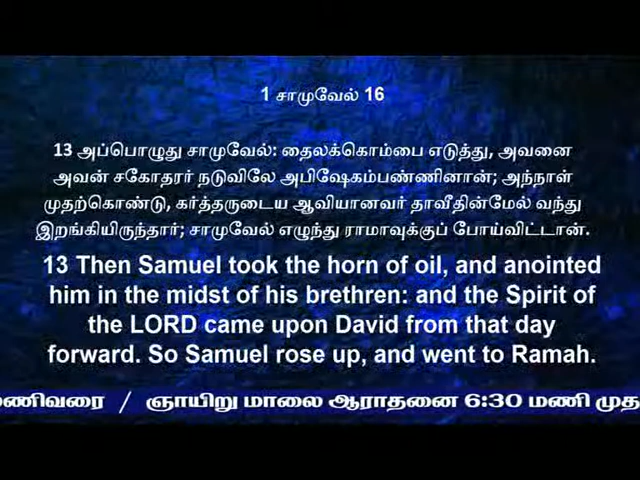 1 சாமுவேல் 16
13 அப்பொழுது சாமுவேல்: தைலக்கொம்பை எடுத்து, அவனை
அவன் சகோதரர் நடுவிலே அபிஷேகம்பண்ணினான்; அந்நாள்
முதற்கொண்டு, கர்த்தருடைய ஆவியானவர் தாவீதின்மேல் வந்து
இறங்கியிருந்தார்; சாமுவேல் எழுந்து ராமாவுக்குப் போய்விட்டான்.
13 Then Samuel took the horn of oil, and anointed
him in the midst of his brethren: and the Spirit of
the LORD came upon David from that day
forward. So Samuel rose up, and went to Ramah.
ணிவரை / ஞாயிறு மாலை ஆராதனை 6:30 மணி முத